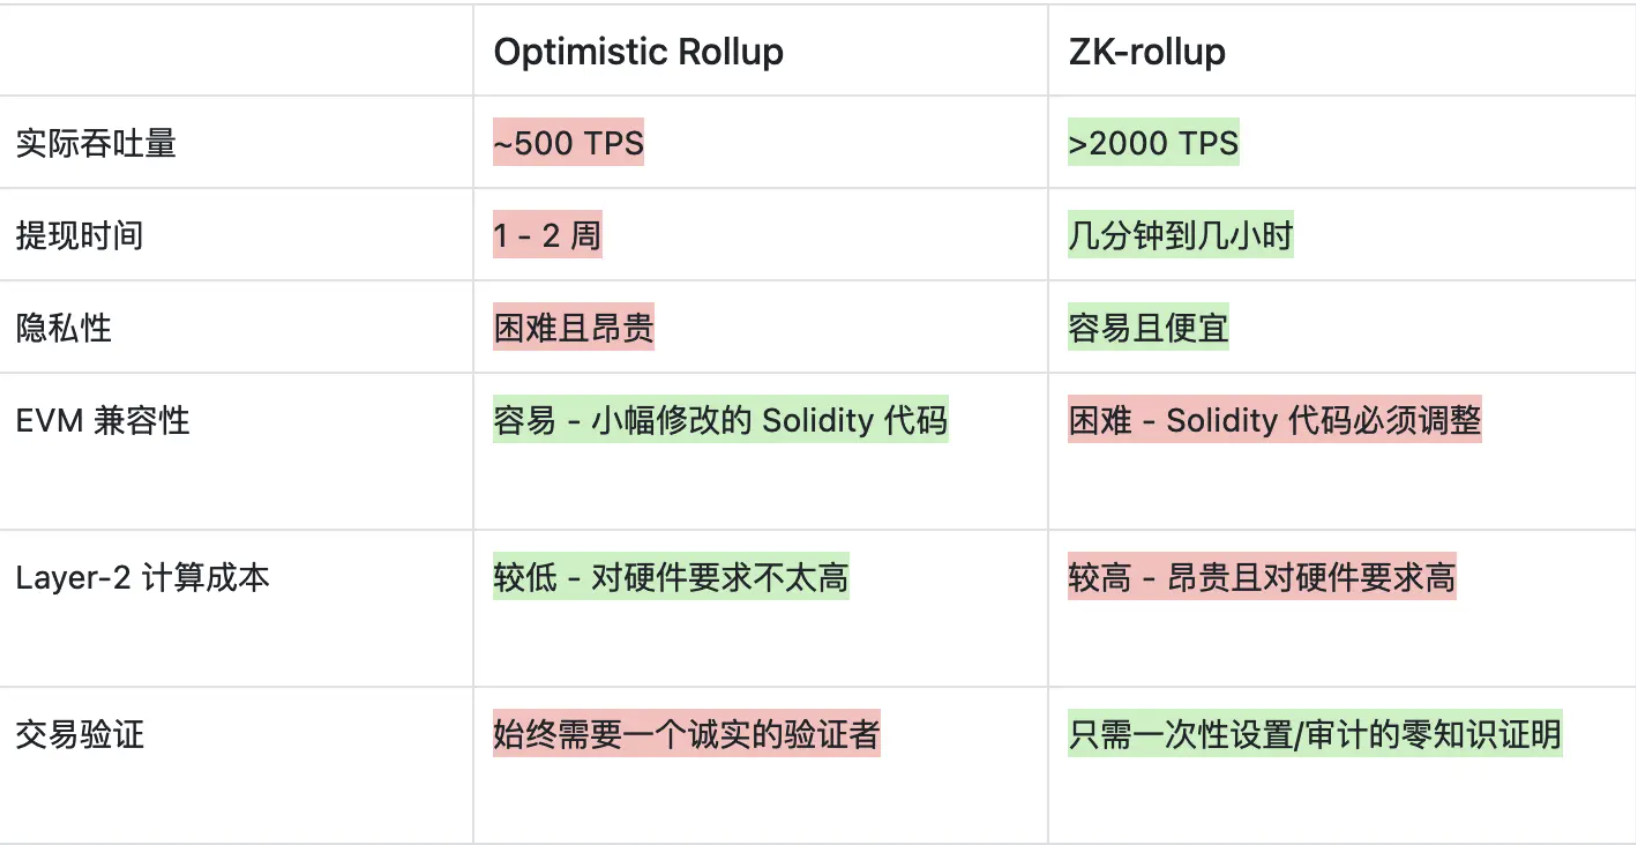 Optimistic Rollup ZK-rollup
实际吞吐量 ~500 TPS >2000 TPS
提现时间 1 - 2 周 几分钟到几小时
隐私性 困难且昂贵 容易且便宜
EVM 兼容性 容易 - 小幅修改的 Solidity 代码 困难 - Solidity 代码必须调整
Layer-2 计算成本 较低 - 对硬件要求不太高 较高 - 昂贵且对硬件要求高
交易验证 始终需要一个诚实的验证者 只需一次性设置/审计的零知识证明